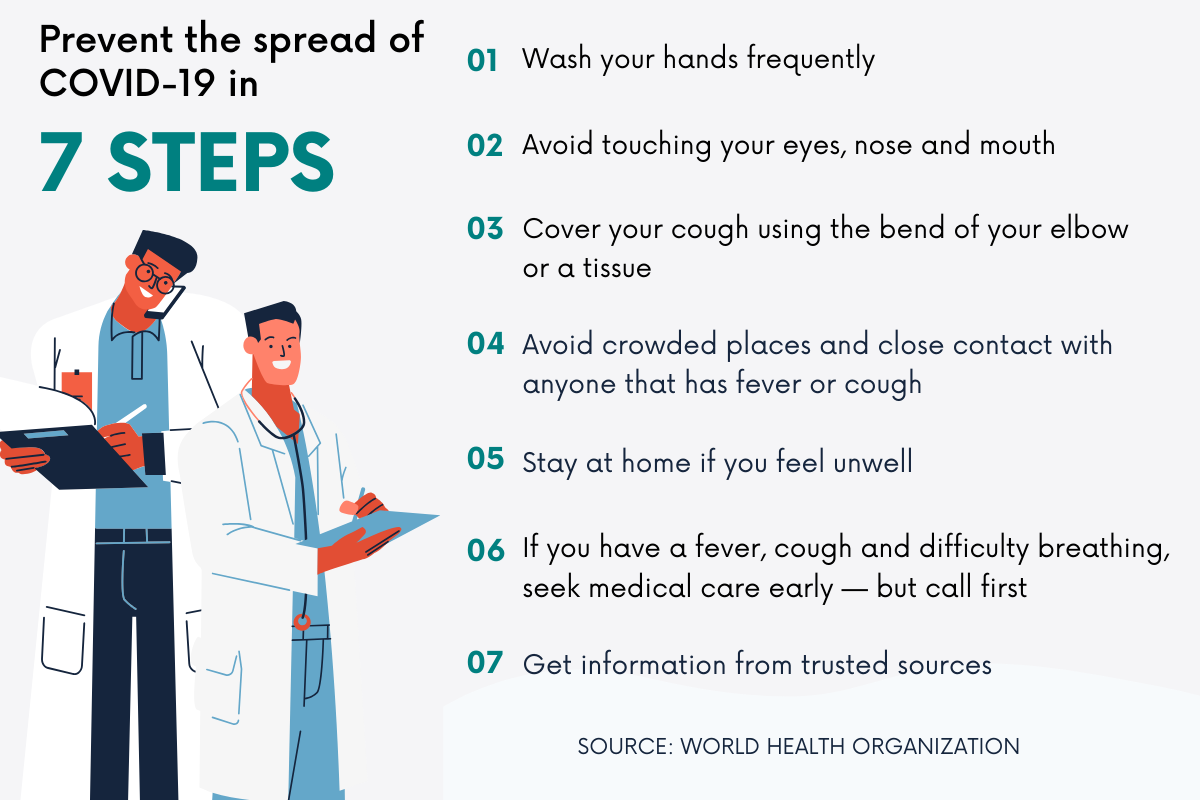 Prevent the spread of
COVID-19 in
7 STEPS
01 Wash your hands frequently
02 Avoid touching your eyes, nose and mouth
03 Cover your cough using the bend of your elbow
or a tissue
04 Avoid crowded places and close contact with
anyone that has fever or cough
05 Stay at home if you feel unwell
06 If you have a fever, cough and difficulty breathing,
seek medical care early — but call first
07 Get information from trusted sources
SOURCE: WORLD HEALTH ORGANIZATION